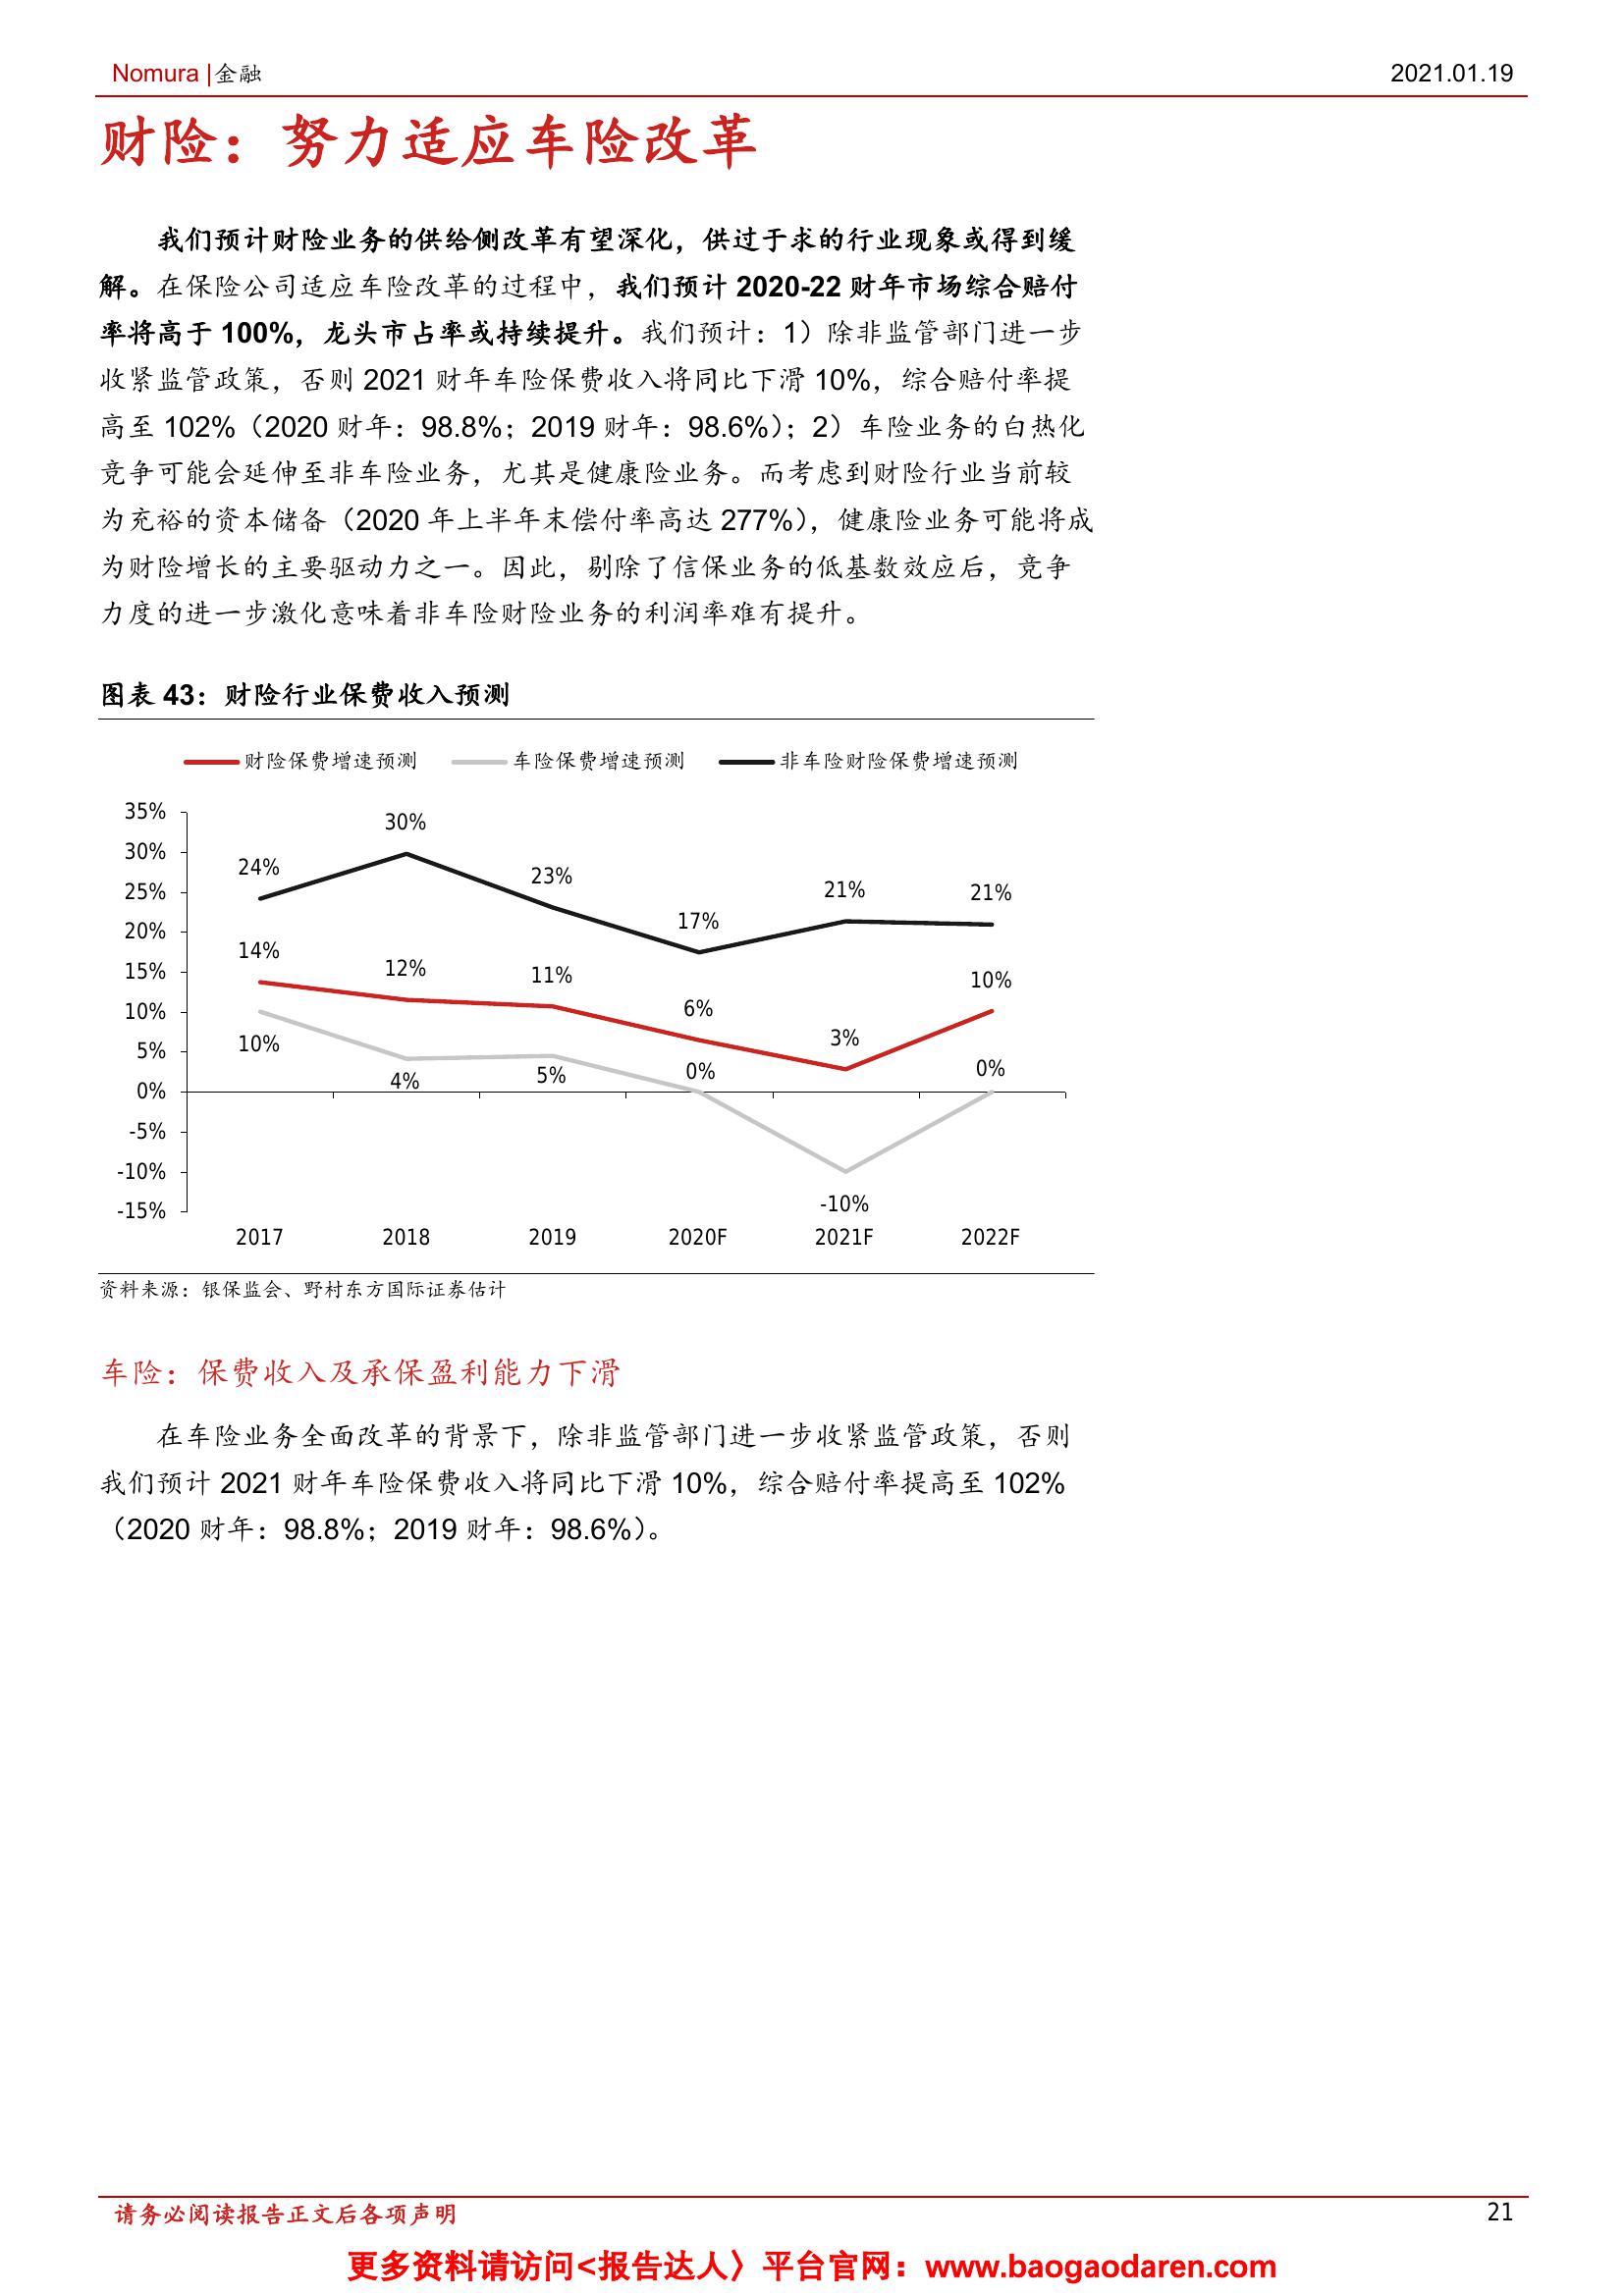 Nomura |金融
2021.01.19
财险：努力适应车险改革
我们预计财险业务的供给侧改革有望深化，供过于求的行业现象或得到缓
解。在保险公司适应车险改革的过程中，我们预计 2020-22 财年市场综合赔付
率将高于 100%，龙头市占率或持续提升。我们预计：1）除非监管部门进一步
收紧监管政策，否则 2021 财年车险保费收入将同比下滑 10%，综合赔付率提
高至 102%（2020 财年：98.8%；2019 财年：98.6%）；2）车险业务的白热化
竞争可能会延伸至非车险业务，尤其是健康险业务。而考虑到财险行业当前较
为充裕的资本储备（2020 年上半年末偿付率高达 277%），健康险业务可能将成
为财险增长的主要驱动力之一。因此，剔除了信保业务的低基数效应后，竞争
力度的进一步激化意味着非车险财险业务的利润率难有提升。
图表 43：财险行业保费收入预测
财险保费增速预测 车险保费增速预测 非车险财险保费增速预测
35%
30%
25%
20%
15%
10%
5%
0%
-5%
-10%
-15%
24% 30% 23% 17% 21% 21%
14% 12% 11% 6% 3% 10%
10% 4% 5% 0% -10% 0%
2017 2018 2019 2020F 2021F 2022F
资料来源：银保监会、野村东方国际证券估计
车险：保费收入及承保盈利能力下滑
在车险业务全面改革的背景下，除非监管部门进一步收紧监管政策，否则
我们预计 2021 财年车险保费收入将同比下滑 10%，综合赔付率提高至 102%
（2020 财年：98.8%；2019 财年：98.6%）。
请务必阅读报告正文后各项声明
21
更多资料请访问<报告达人〉平台官网：www.baogaodaren.com